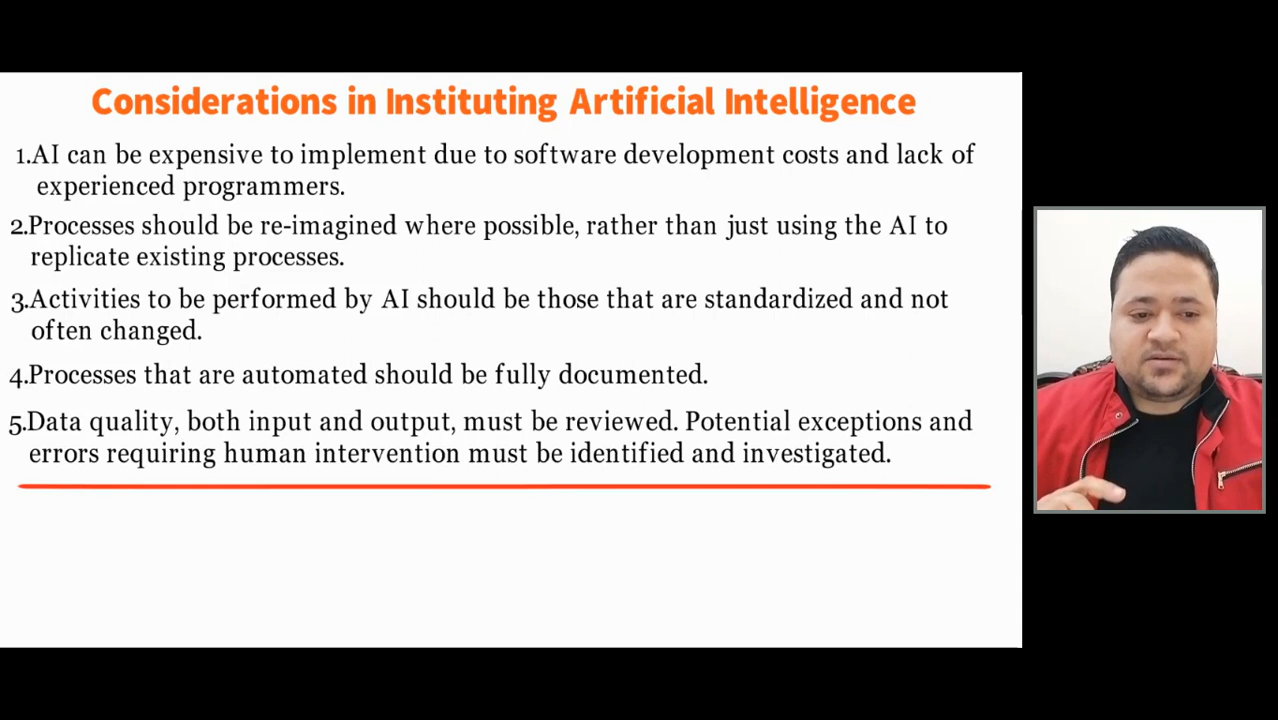 Considerations in Instituting Artificial Intelligence
1.AI can be expensive to implement due to software development costs and lack of
experienced programmers.
2.Processes should be re-imagined where possible, rather than just using the AI to
replicate existing processes.
3.Activities to be performed by AI should be those that are standardized and not
often changed.
4.Processes that are automated should be fully documented.
5.Data quality, both input and output, must be reviewed. Potential exceptions and
errors requiring human intervention must be identified and investigated.